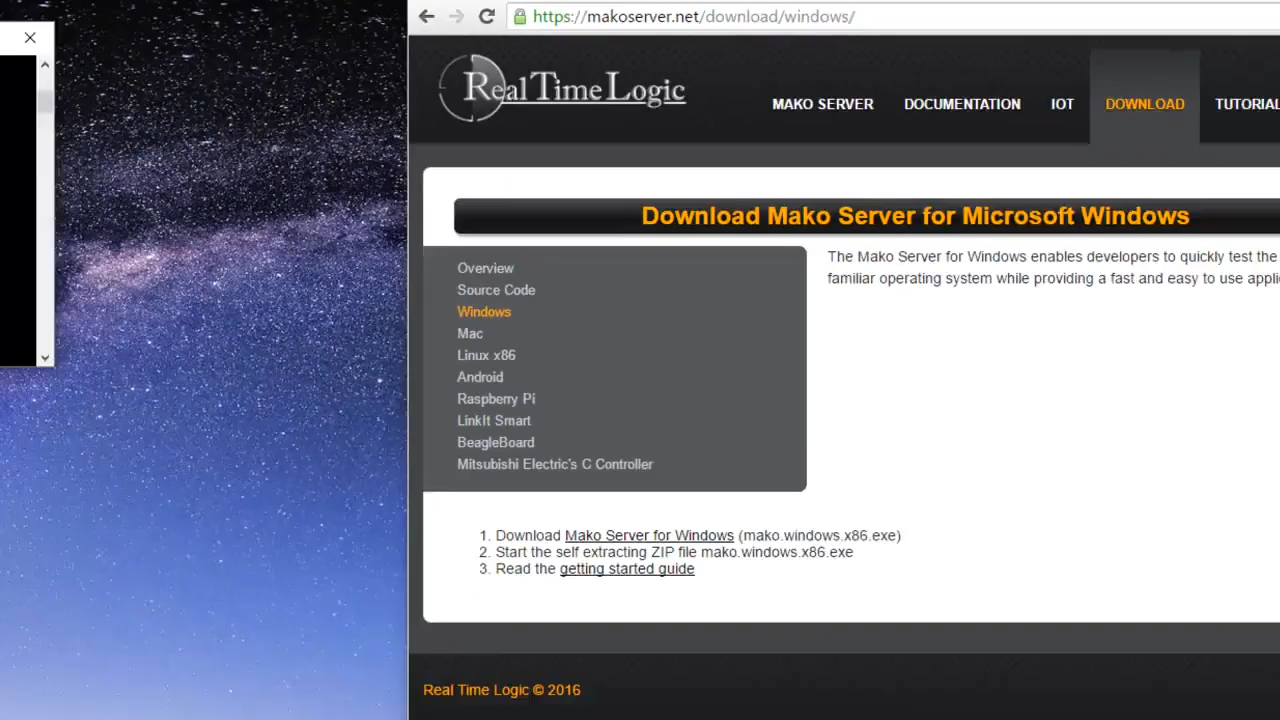 https://makoserver.net/download/windows/
RealTimeLogic
MAKO SERVER DOCUMENTATION IOT DOWNLOAD TUTORIAL
Download Mako Server for Microsoft Windows
Overview
Source Code
Windows
Mac
Linux x86
Android
Raspberry Pi
LinkIt Smart
BeagleBoard
Mitsubishi Electric's C Controller
The Mako Server for Windows enables developers to quickly test the
familiar operating system while providing a fast and easy to use appli
1. Download Mako Server for Windows (mako.windows.x86.exe)
2. Start the self extracting ZIP file mako.windows.x86.exe
3. Read the getting started guide
Real Time Logic © 2016